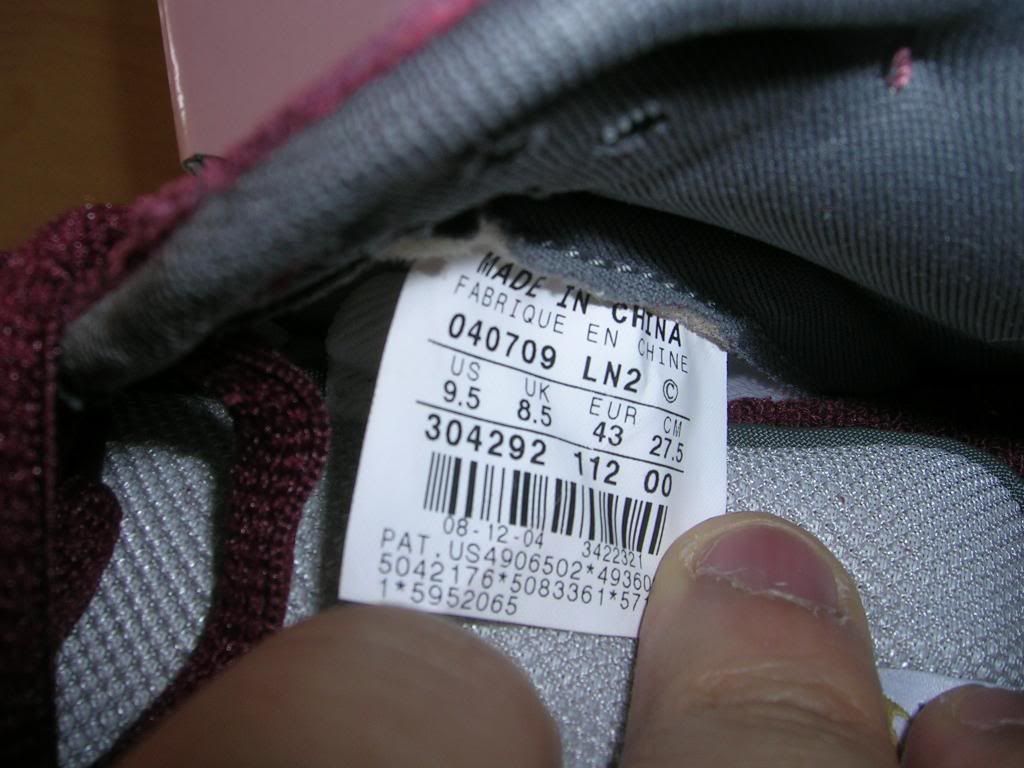 MADE IN CHINA
FABRIQUE EN CHINE
040709 LN2 ©
US UK EUR CM
9.5 8.5 43 27.5
304292 112 00
08-12-04 3422321
PAT. US4906502*49360
5042176*5083361*57
1*5952065